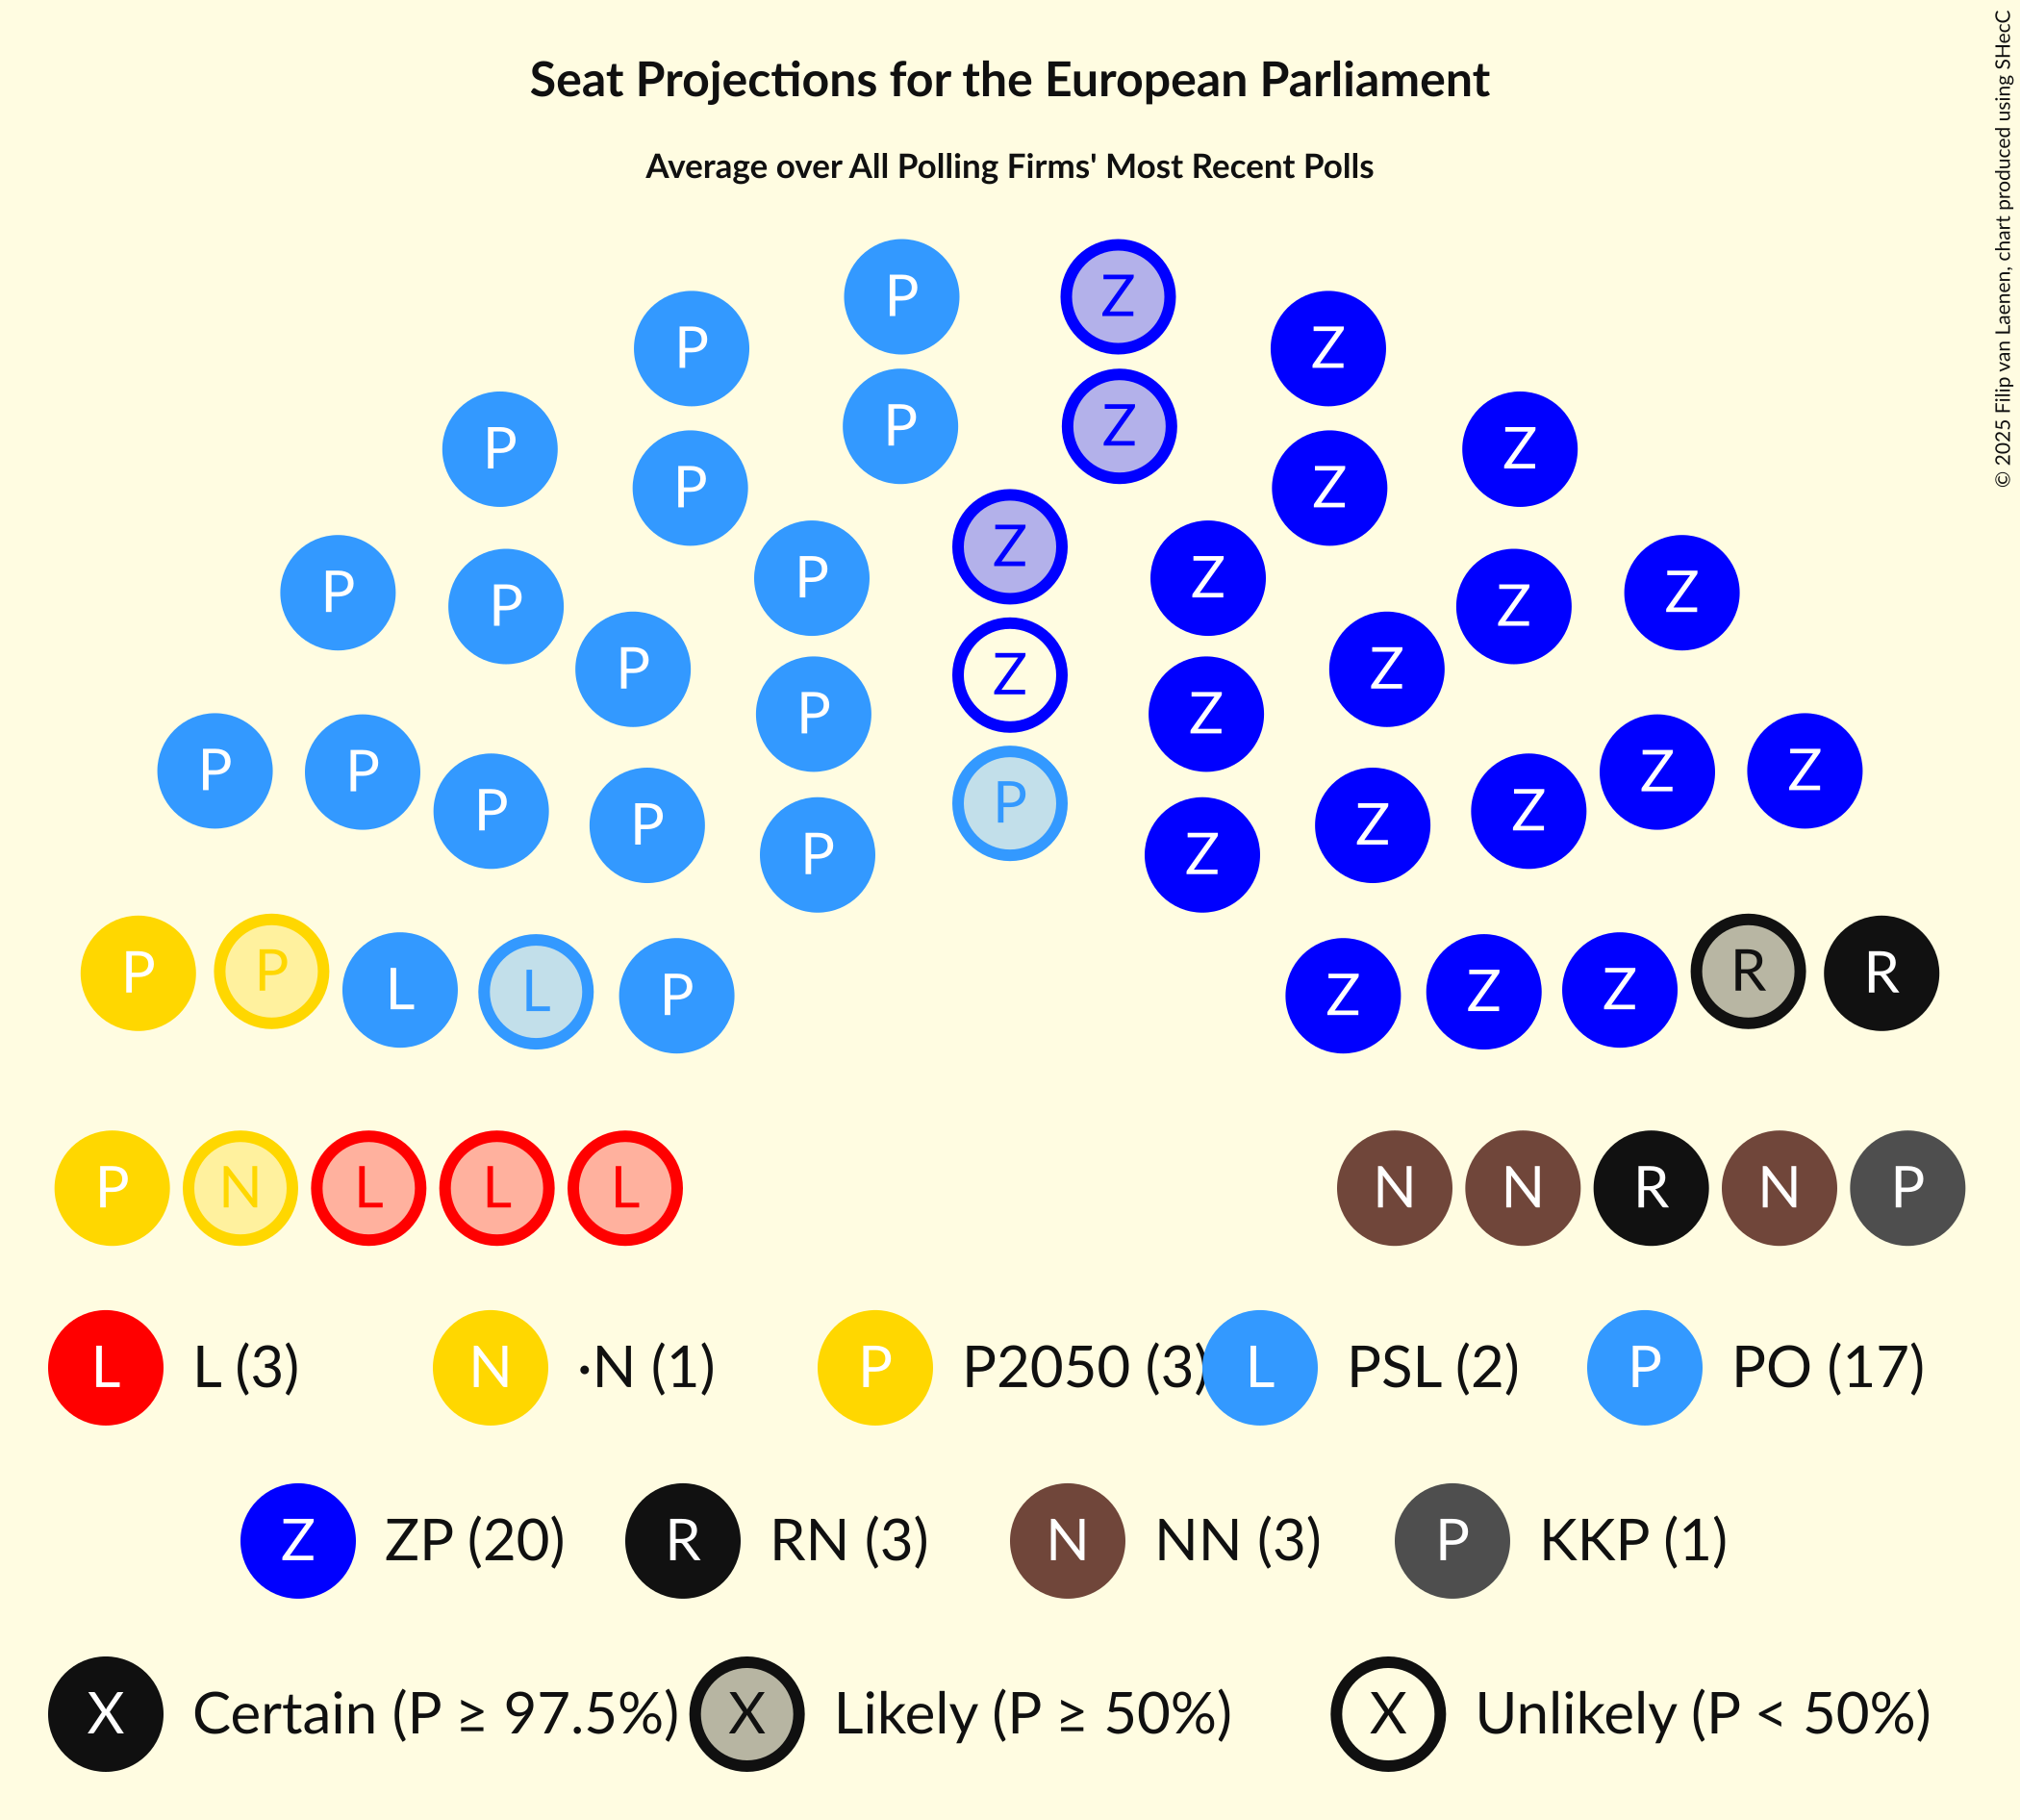 Seat Projections for the European Parliament
Average over All Polling Firms' Most Recent Polls
© 2025 Filip van Laenen, chart produced using SHecC
P Z
P Z
P Z
P Z
P Z
P Z
Z
P Z
P Z
P Z
P Z
Z
P Z
P Z
P Z
P P Z Z
P Z
P Z
P Z
P P L L P Z Z Z R R
P N L L L N N R N P
L L (3) N ·N (1) P P2050 (3) L PSL (2) P PO (17)
Z ZP (20) R RN (3) N NN (3) P KKP (1)
X Certain (P ≥ 97.5%) X Likely (P ≥ 50%) X Unlikely (P < 50%)